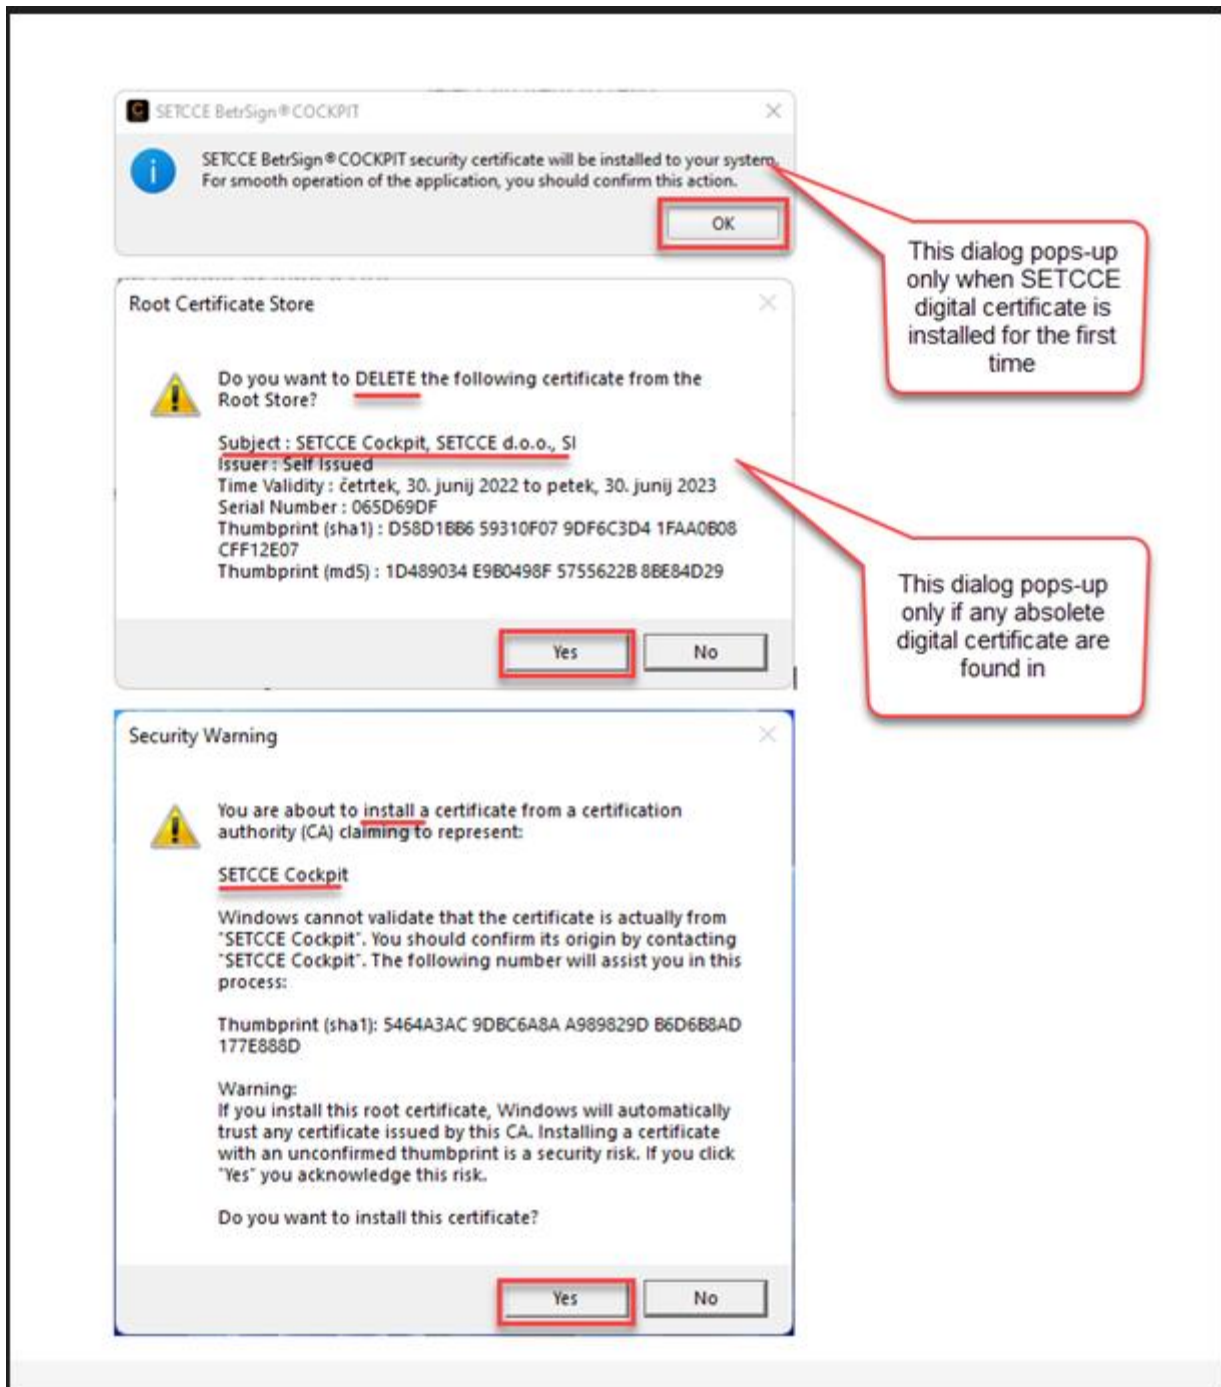 SETCCE BetrSign® COCKPIT
SETCCE BetrSign® COCKPIT security certificate will be installed to your system.
For smooth operation of the application, you should confirm this action.
OK
This dialog pops-up
only when SETCCE
digital certificate is
installed for the first
time
Root Certificate Store
Do you want to DELETE the following certificate from the
Root Store?
Subject : SETCCE Cockpit, SETCCE d.o.o., SI
Issuer : Self Issued
Time Validity : četrtek, 30. junij 2022 to petek, 30. junij 2023
Serial Number : 065D69DF
Thumbprint (sha1) : D58D1BB6 59310F07 9DF6C3D4 1FAA0B08
CFF12E07
Thumbprint (md5) : 1D489034 E9B0498F 5755622B 8BE84D29
Yes
No
This dialog pops-up
only if any absolete
digital certificate are
found in
Security Warning
You are about to install a certificate from a certification
authority (CA) claiming to represent:
SETCCE Cockpit
Windows cannot validate that the certificate is actually from
"SETCCE Cockpit". You should confirm its origin by contacting
"SETCCE Cockpit". The following number will assist you in this
process:
Thumbprint (sha1): 5464A3AC 9DBC6A8A A989829D B6D6B8AD
177E888D
Warning:
If you install this root certificate, Windows will automatically
trust any certificate issued by this CA. Installing a certificate
with an unconfirmed thumbprint is a security risk. If you click
"Yes" you acknowledge this risk.
Do you want to install this certificate?
Yes
No